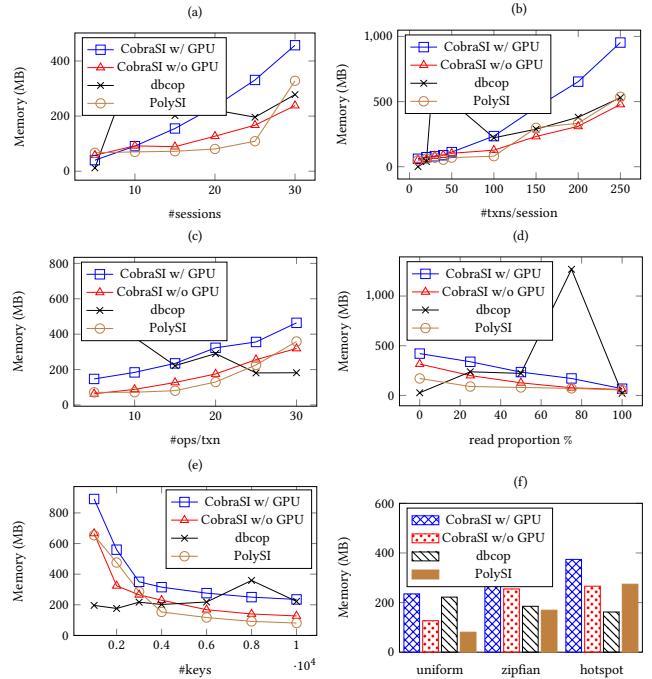 (a)
Memory (MB)
400
200
0
CobraSI w/ GPU
CobraSI w/o GPU
dbcop
PolySI
10
20
30
#sessions
(b)
Memory (MB)
1,000
500
0
CobraSI w/ GPU
CobraSI w/o GPU
dbcop
PolySI
0
50
100
150
200
250
#txns/session
(c)
Memory (MB)
800
600
400
200
0
CobraSI w/ GPU
CobraSI w/o GPU
dbcop
PolySI
10
20
30
#ops/txn
(d)
Memory (MB)
1,000
500
0
CobraSI w/ GPU
CobraSI w/o GPU
dbcop
PolySI
0
20
40
60
80
100
read proportion %
(e)
Memory (MB)
800
600
400
200
0
CobraSI w/ GPU
CobraSI w/o GPU
dbcop
PolySI
0.2
0.4
0.6
0.8
1
·10⁴
#keys
(f)
Memory (MB)
600
400
200
0
CobraSI w/ GPU
CobraSI w/o GPU
dbcop
PolySI
uniform
zipfian
hotspot